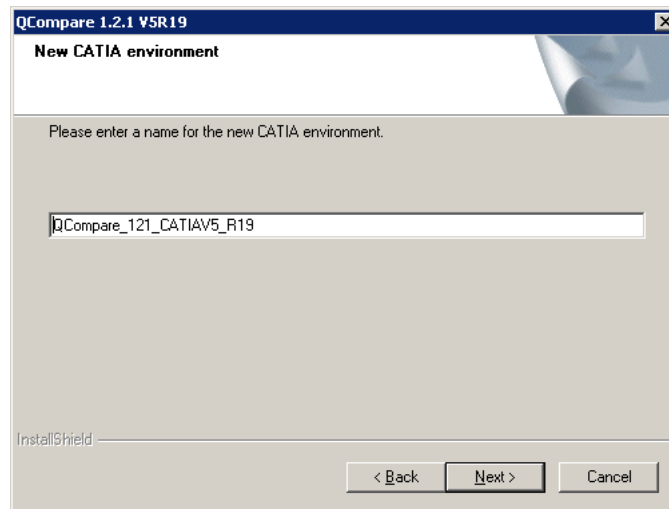 QCompare 1.2.1 V5R19
New CATIA environment
Please enter a name for the new CATIA environment.
QCompare_121_CATIAV5_R19
InstallShield
< Back
Next >
Cancel